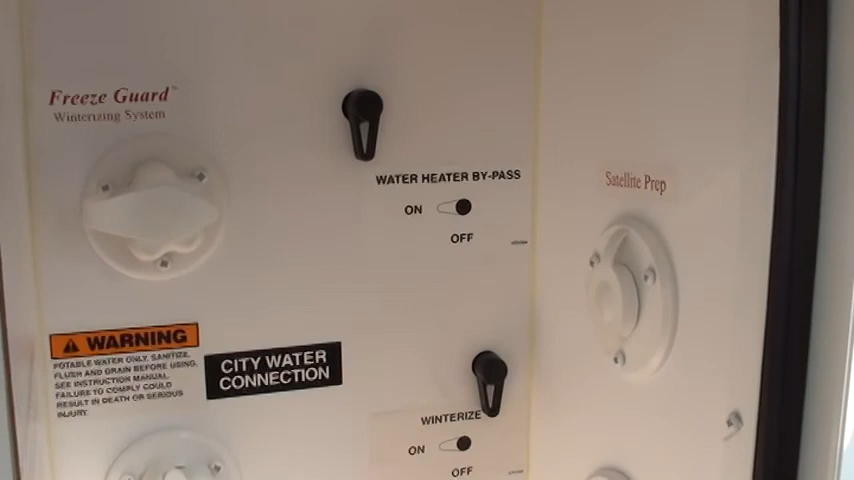 Freeze Guard™
Winterizing System
WATER HEATER BY-PASS
ON
OFF
Satellite Prep
WARNING
POTABLE WATER ONLY. SANITIZE,
FLUSH AND DRAIN BEFORE USING.
SEE INSTRUCTION MANUAL.
FAILURE TO COMPLY COULD
RESULT IN DEATH OR SERIOUS
INJURY.
CITY WATER
CONNECTION
WINTERIZE
ON
OFF